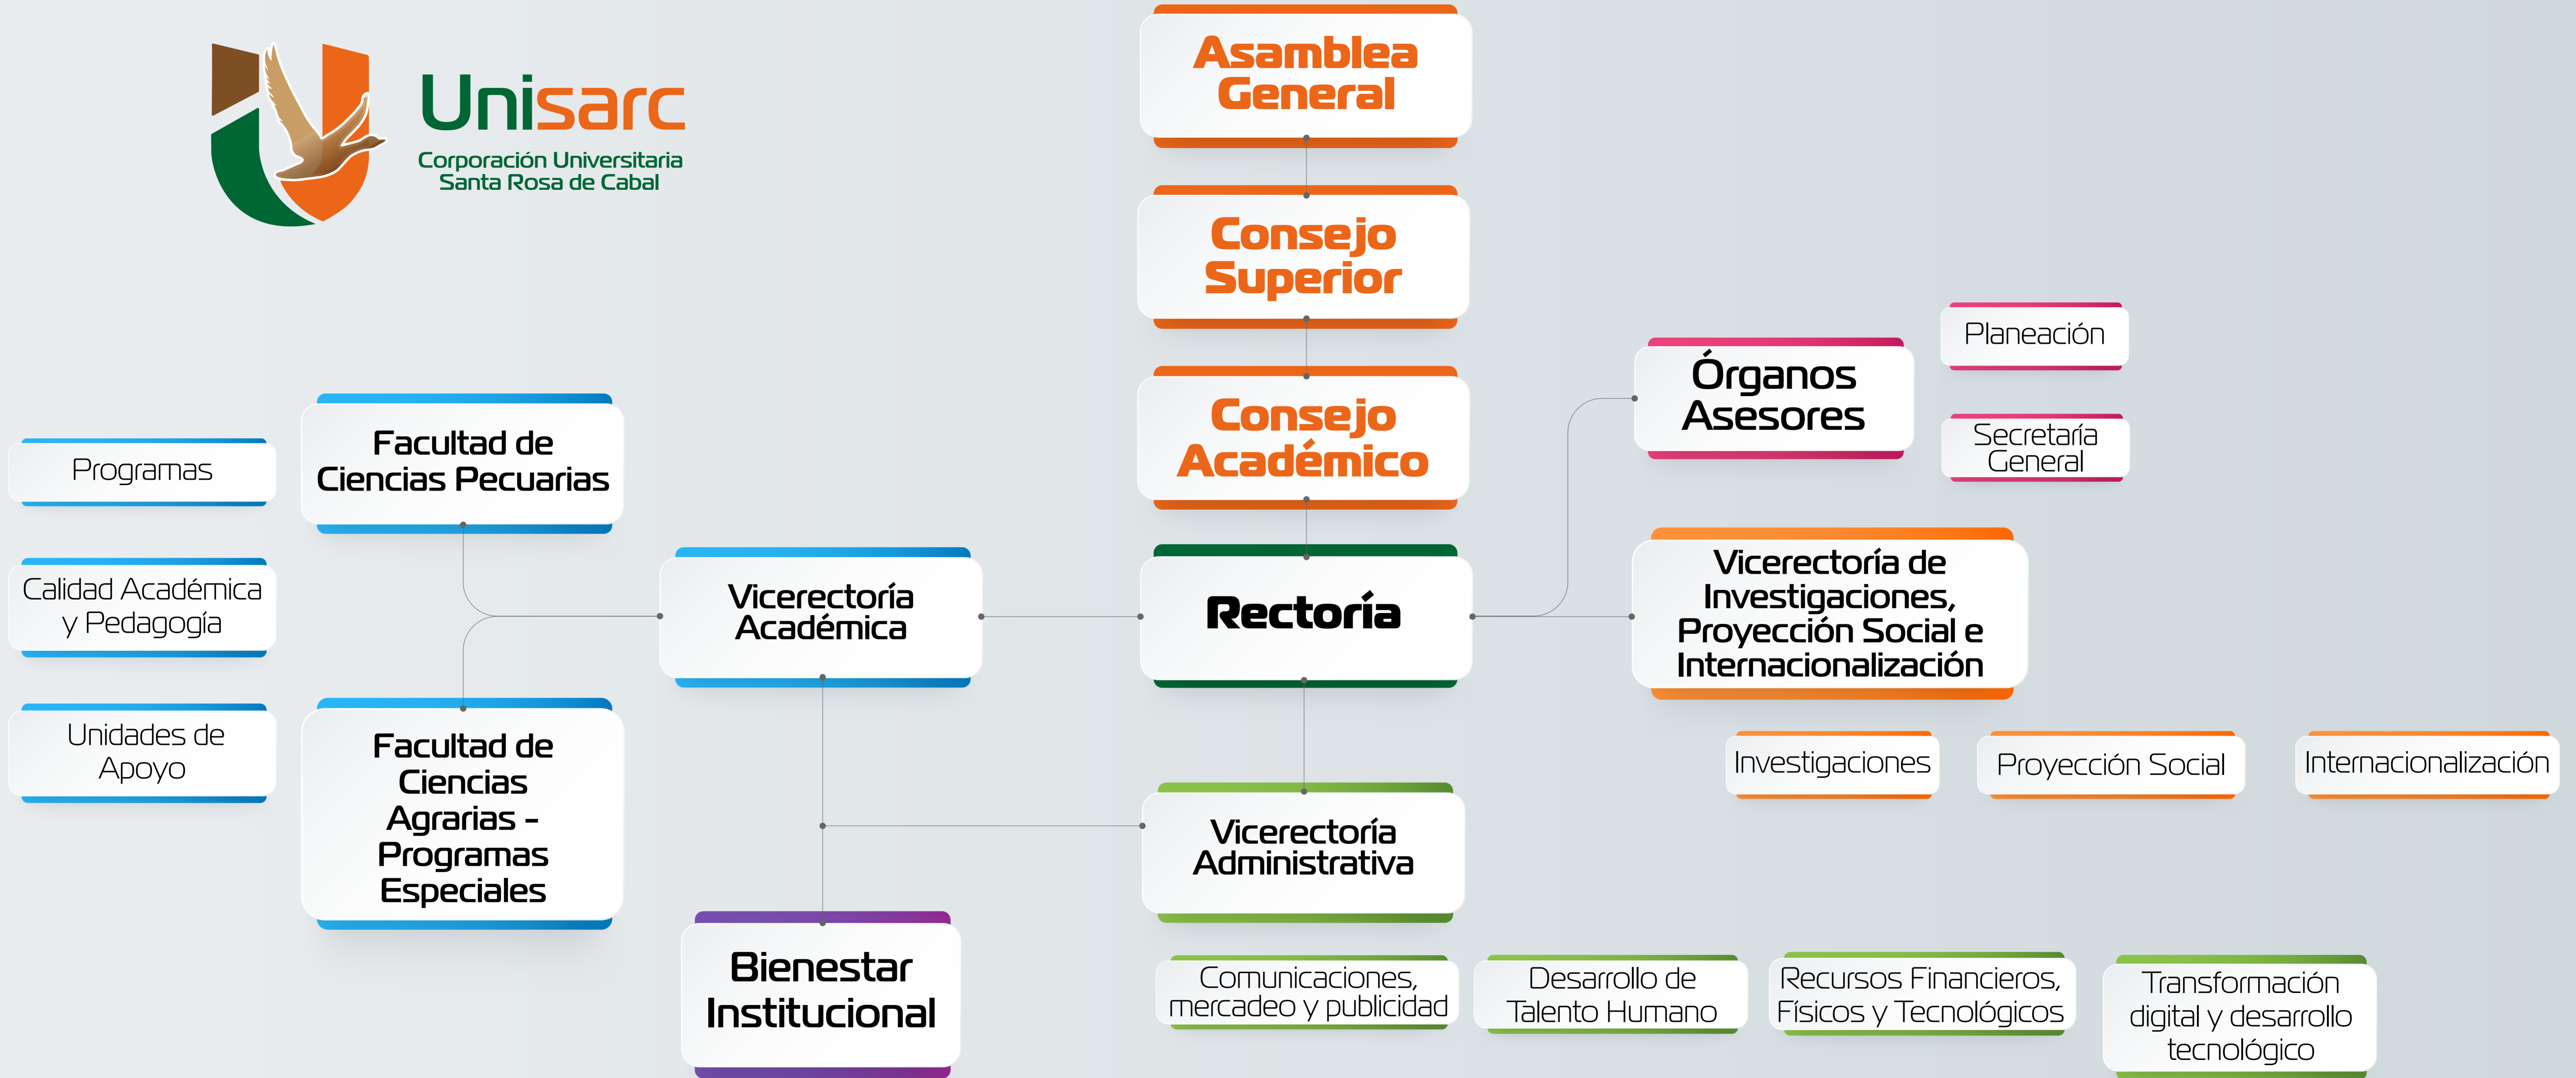 Unisarc
Corporación Universitaria
Santa Rosa de Cabal
Asamblea
General
Consejo
Superior
Consejo
Académico
Rectoría
Órganos
Asesores
Planeación
Secretaría
General
Vicerectoría de
Investigaciones,
Proyección Social e
Internacionalización
Investigaciones
Proyección Social
Internacionalización
Vicerectoría
Académica
Facultad de
Ciencias Pecuarias
Programas
Calidad Académica
y Pedagogía
Unidades de
Apoyo
Facultad de
Ciencias
Agrarias -
Programas
Especiales
Bienestar
Institucional
Vicerectoría
Administrativa
Comunicaciones,
mercadeo y publicidad
Desarrollo de
Talento Humano
Recursos Financieros,
Físicos y Tecnológicos
Transformación
digital y desarrollo
tecnológico